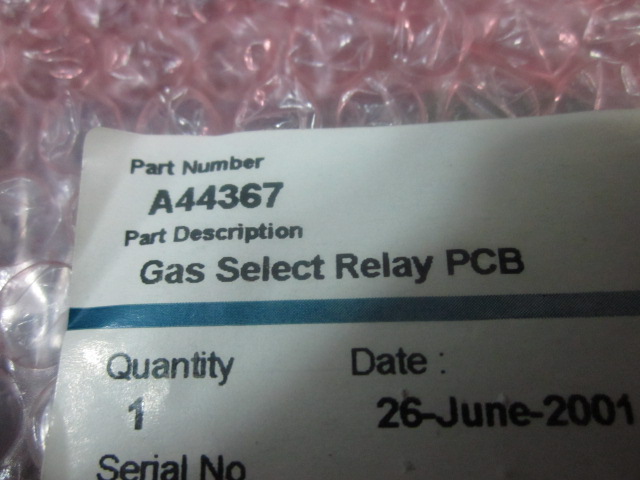 Part Number
A44367
Part Description
Gas Select Relay PCB
Quantity Date :
1 26-June-2001
Serial No